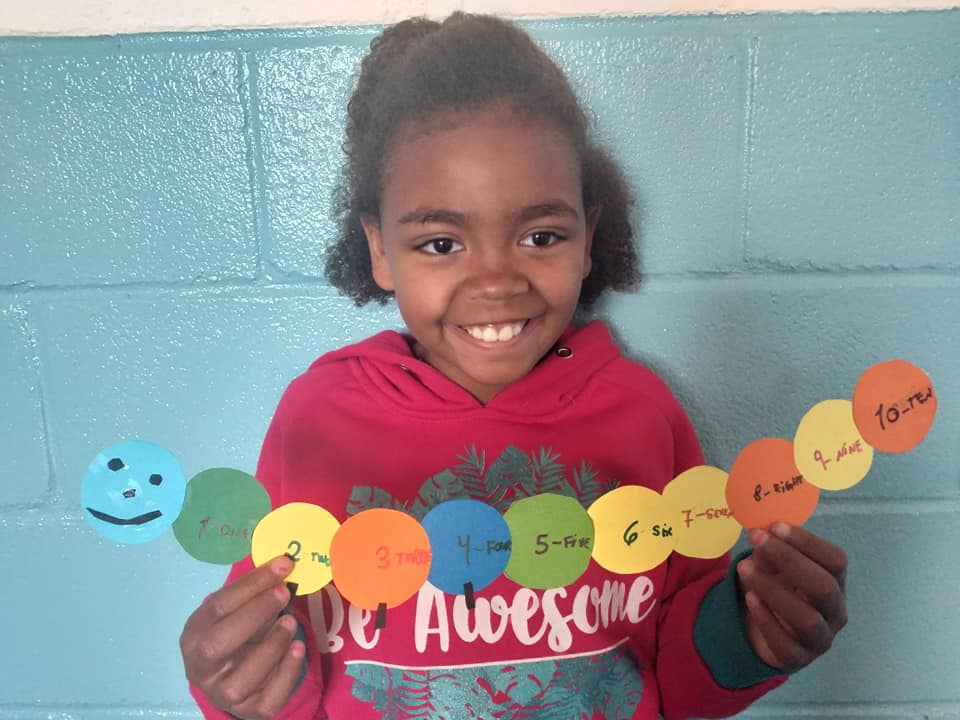 1 One
2 Two
3 Three
4-Four
5-Five
6 Six
7-Seven
8-Eight
9-NiNE
10-TEN
Be Awesome